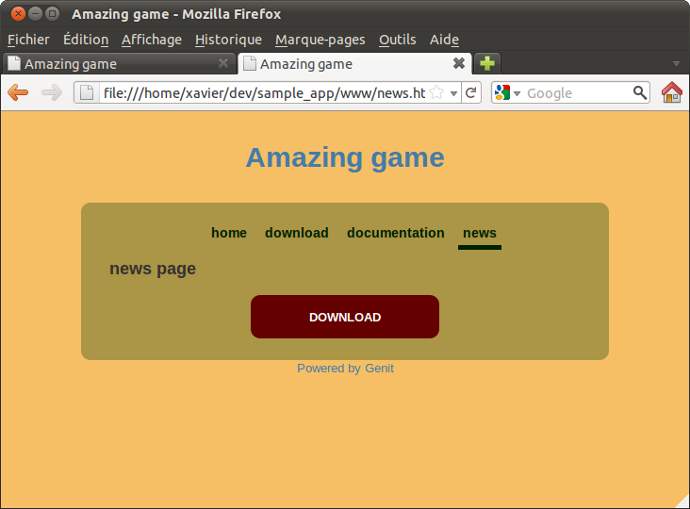 Amazing game - Mozilla Firefox
Fichier Édition Affichage Historique Marque-pages Outils Aide
Amazing game Amazing game
file:///home/xavier/dev/sample_app/www/news.ht Google
Amazing game
home download documentation news
news page
DOWNLOAD
Powered by Genit